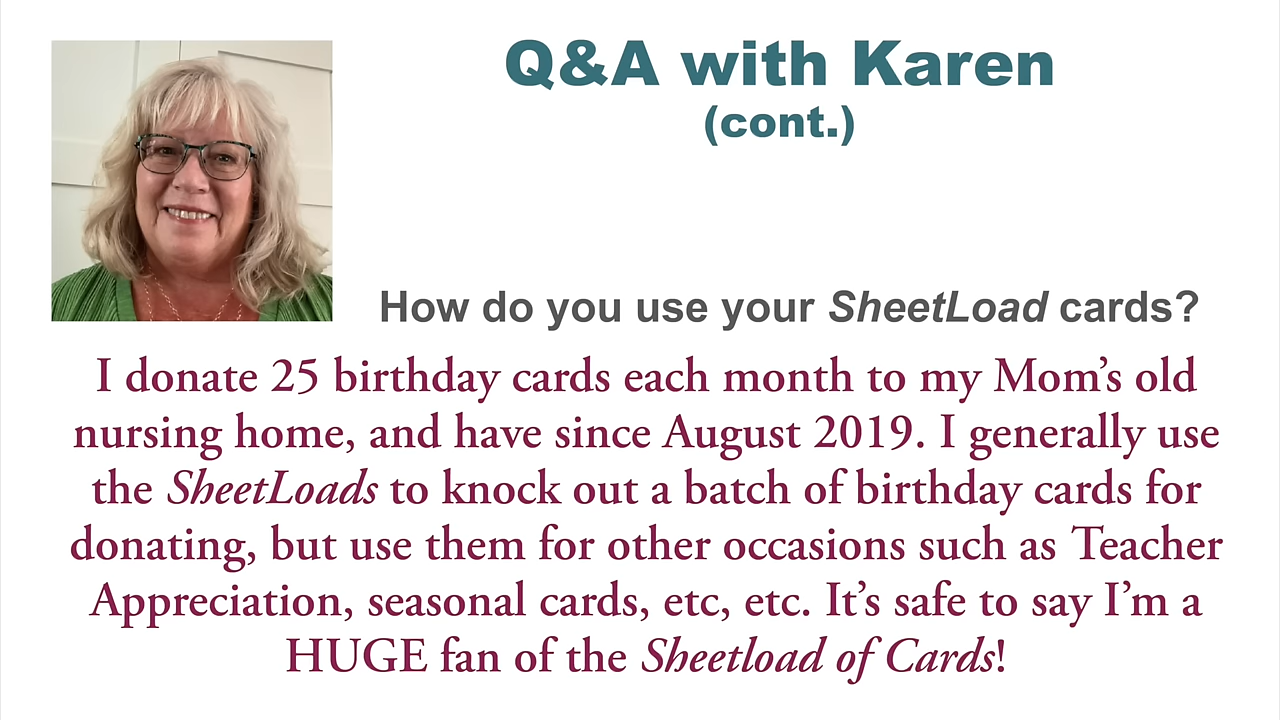 Q&A with Karen
(cont.)
How do you use your SheetLoad cards?
I donate 25 birthday cards each month to my Mom’s old
nursing home, and have since August 2019. I generally use
the SheetLoads to knock out a batch of birthday cards for
donating, but use them for other occasions such as Teacher
Appreciation, seasonal cards, etc, etc. It’s safe to say I’m a
HUGE fan of the Sheetload of Cards!